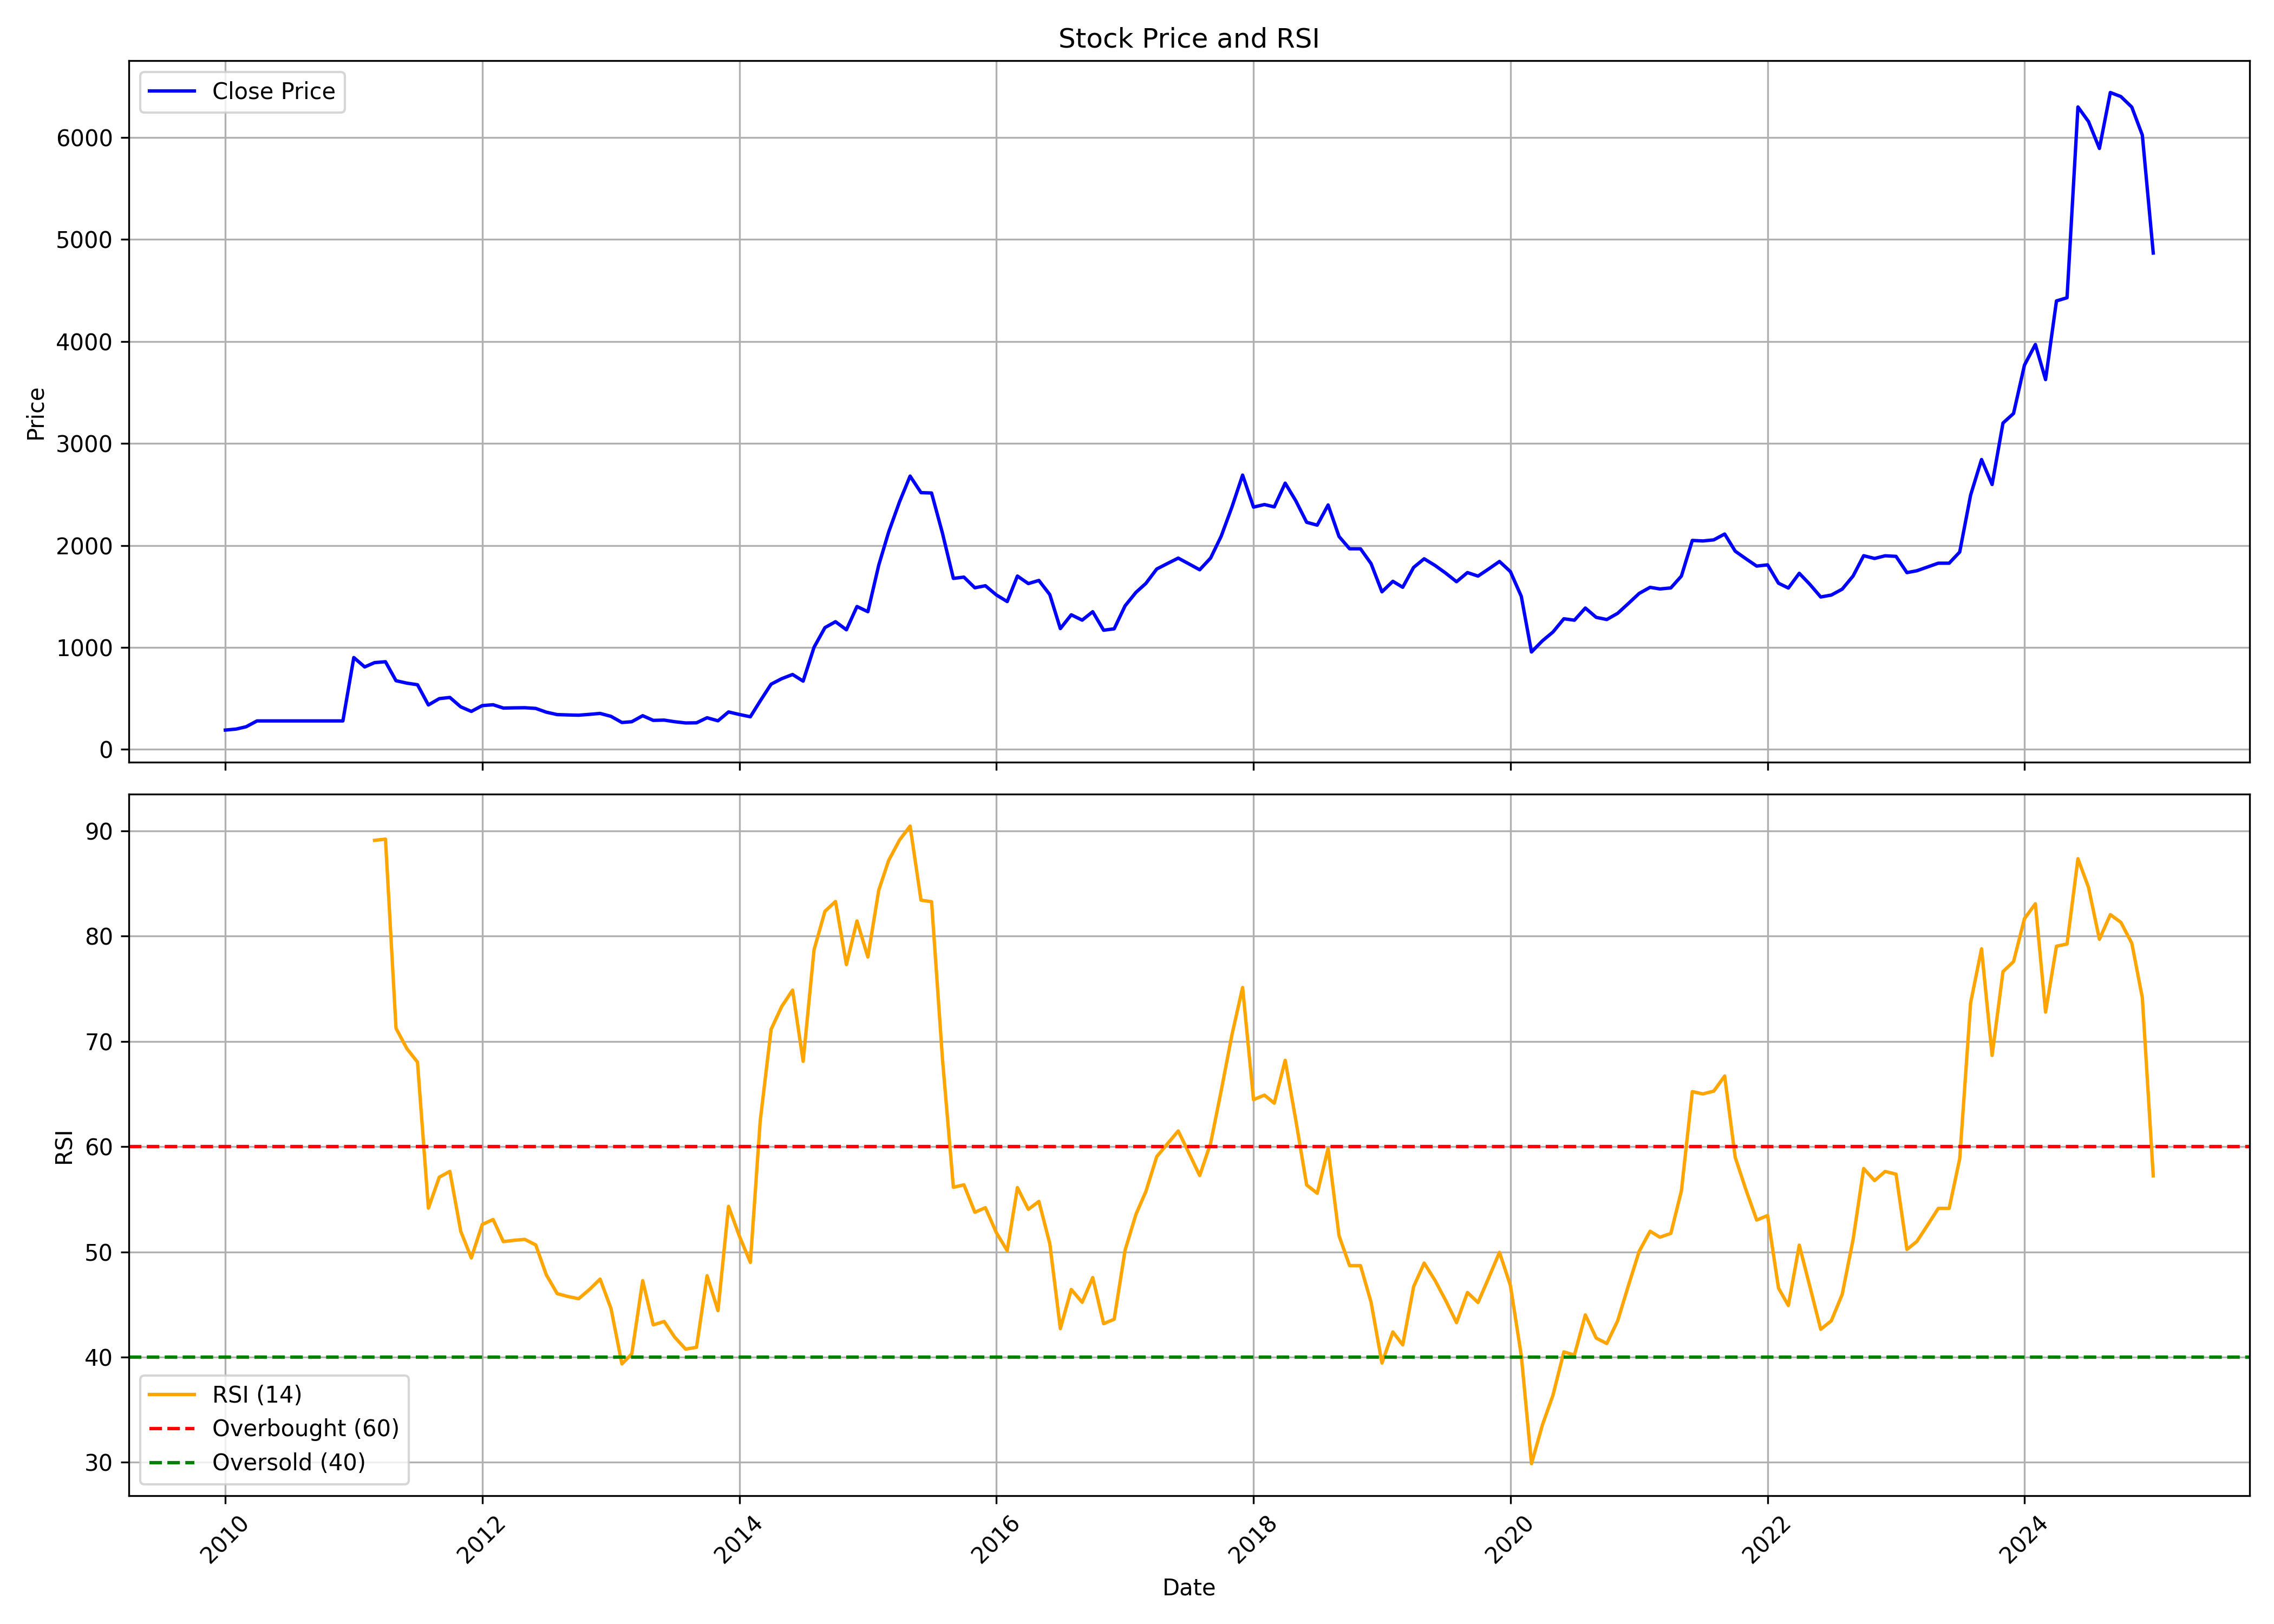 Stock Price and RSI
Close Price
6000
5000
4000
3000
2000
1000
0
Price
90
80
70
60
50
40
30
RSI
RSI (14)
Overbought (60)
Oversold (40)
2010
2012
2014
2016
2018
2020
2022
2024
Date